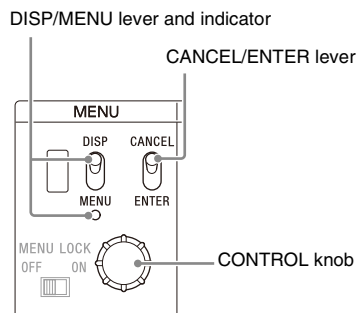 DISP/MENU lever and indicator
CANCEL/ENTER lever
MENU
DISP CANCEL
MENU ENTER
MENU LOCK
OFF ON
CONTROL knob